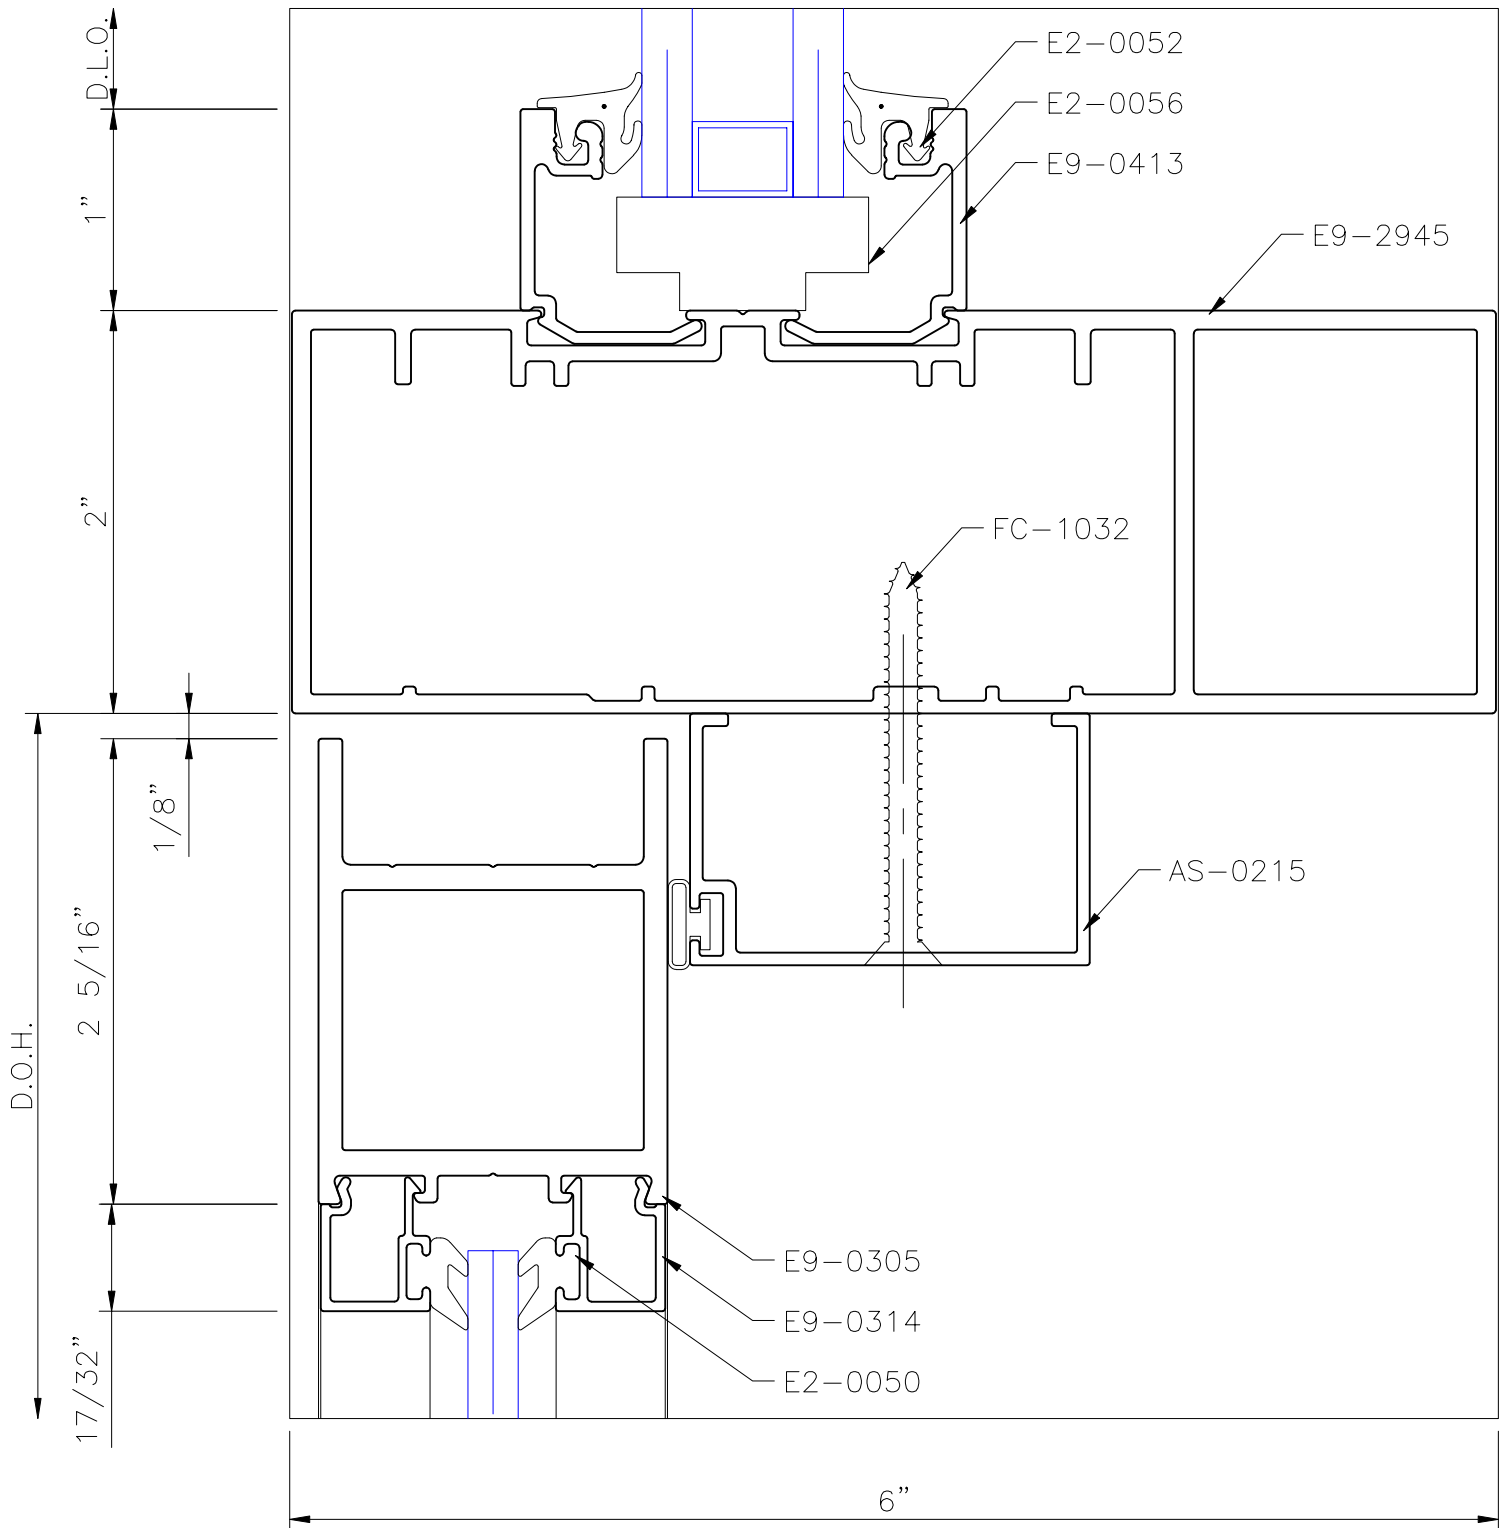 D.L.O.
E2-0052
E2-0056
E9-0413
1"
E9-2945
2"
FC-1032
1/8"
AS-0215
2 5/16"
D.O.H.
E9-0305
E9-0314
17/32"
E2-0050
6"